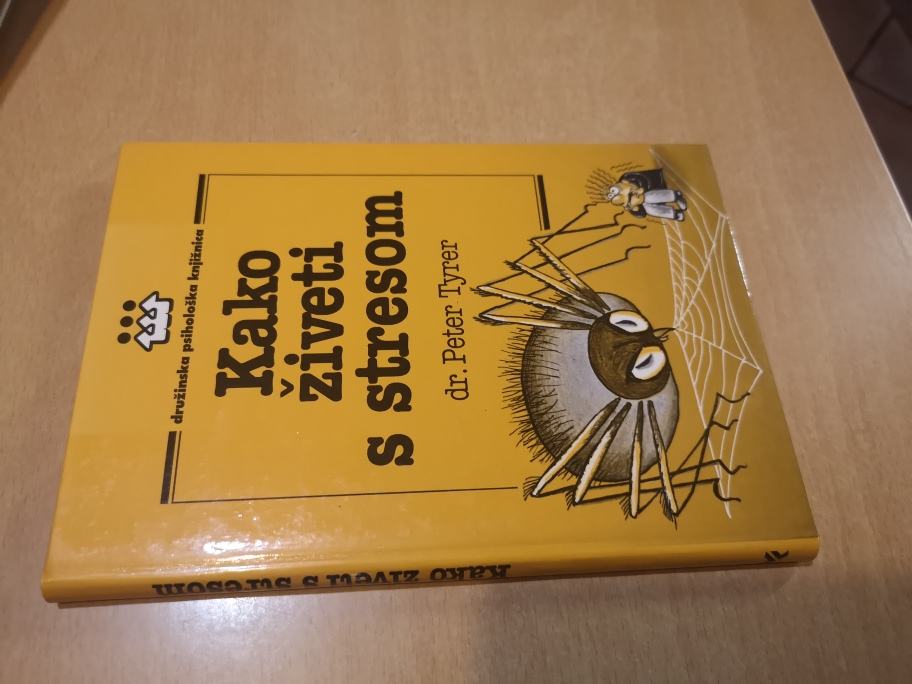 družinska psihološka knjižnica
Kako
živeti
s stresom
dr. Peter Tyrer
Kako živeti s stresom